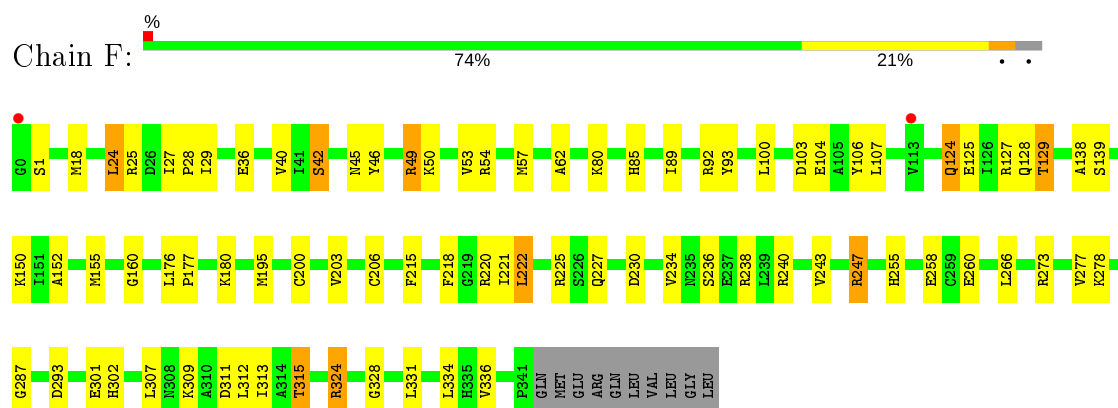 %
Chain F:
74% 21% • •
G0 S1 M18 L24 R25 D26 I27 P28 I29 E36 V40 I41 S42 N45 Y46 R49 K50 V53 R54 M57 A62 K80 H85 I89 R92 Y93 L100 D103 E104 A105 Y106 L107 V113 Q124 E125 I126 R127 Q128 T129 A138 S139
K150 I151 A152 M155 G160 L176 P177 K180 M195 C200 V203 C206 F215 F218 G219 R220 I221 L222 R225 S226 Q227 D230 V234 N235 S236 E237 R238 L239 R240 V243 R247 H255 E258 C259 E260 L266 R273 V277 K278
G287 D293 E301 H302 L307 N308 K309 A310 D311 L312 I313 A314 T315 R324 G328 L331 L334 H335 V336 P341 GLN MET GLU ARG GLN LEU VAL LEU GLY LEU